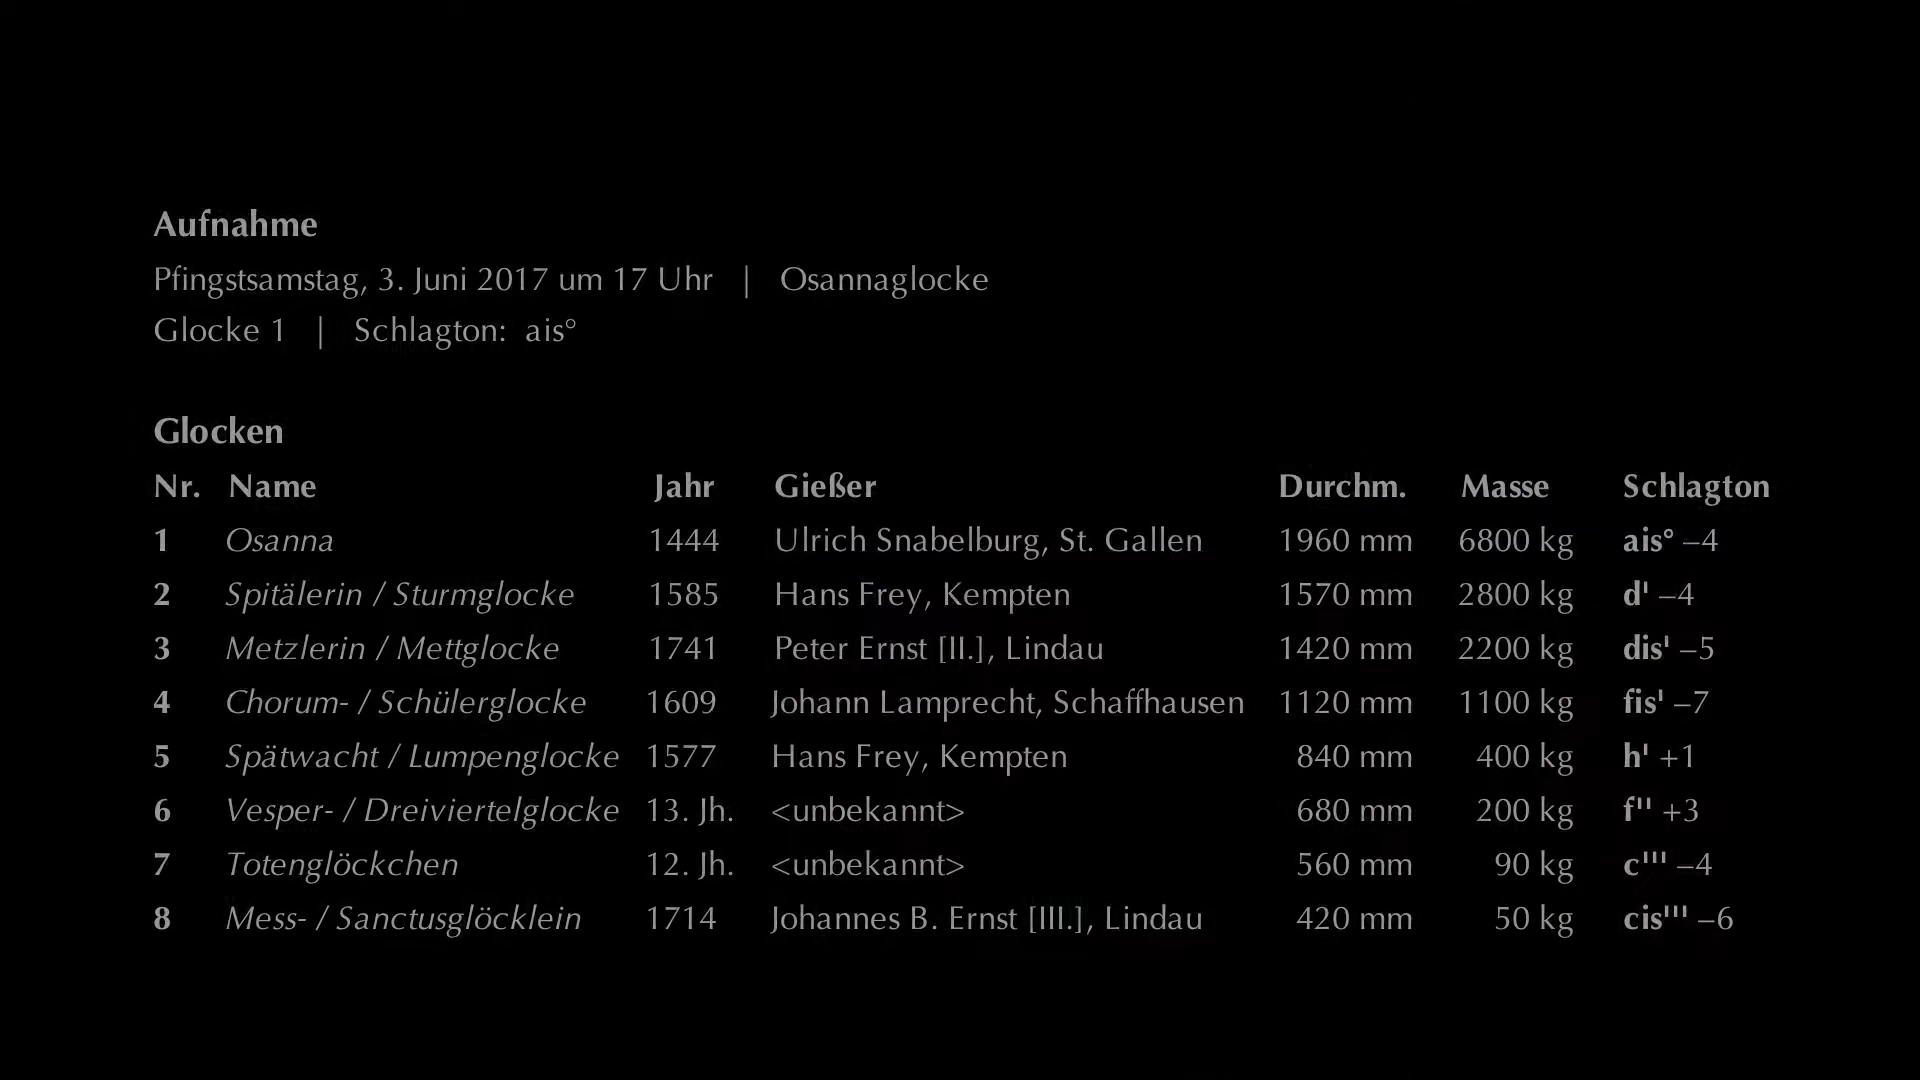 Aufnahme
Pfingstsamstag, 3. Juni 2017 um 17 Uhr | Osannaglocke
Glocke 1 | Schlagton: ais°
Glocken
Nr. Name Jahr Gießer Durchm. Masse Schlagton
1 Osanna 1444 Ulrich Snabelburg, St. Gallen 1960 mm 6800 kg ais° –4
2 Spitälerin / Sturmglocke 1585 Hans Frey, Kempten 1570 mm 2800 kg d' –4
3 Metzlerin / Mettglocke 1741 Peter Ernst [II.], Lindau 1420 mm 2200 kg dis' –5
4 Chorum- / Schülerglocke 1609 Johann Lamprecht, Schaffhausen 1120 mm 1100 kg fis' –7
5 Spätwacht / Lumpenglocke 1577 Hans Frey, Kempten 840 mm 400 kg h' +1
6 Vesper- / Dreiviertelglocke 13. Jh. <unbekannt> 680 mm 200 kg f'' +3
7 Totenglöckchen 12. Jh. <unbekannt> 560 mm 90 kg c''' –4
8 Mess- / Sanctusglöcklein 1714 Johannes B. Ernst [III.], Lindau 420 mm 50 kg cis''' –6